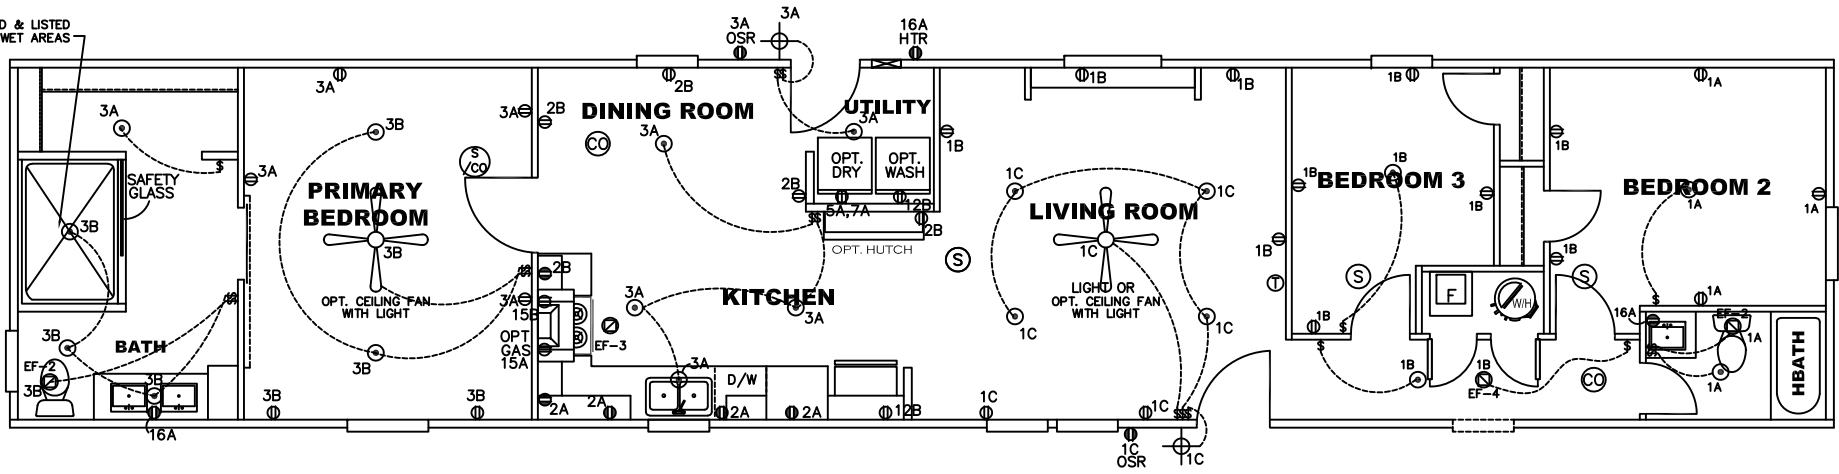 D & LISTED
WET AREAS
3A
OSR
3A
16A
HTR
3A
2B
1B
1B
1B
1A
3A
2B
DINING ROOM
UTILITY
3A
3B
3A
CO
3A
1B
1B
S
/CO
OPT.
DRY
OPT.
WASH
SAFETY
GLASS
3A
PRIMARY
BEDROOM
2B
5A,7A
12B
2B
1C
1C
LIVING ROOM
1B
1B
BEDROOM 3
1B
1B
BEDROOM 2
1A
1A
3B
3B
1C
1B
OPT. HUTCH
S
T
S
S
2B
3A
OPT. CEILING FAN
WITH LIGHT
15B
OPT
GAS
15A
EF-3
3A
KITCHEN
3A
LIGHT OR
OPT. CEILING FAN
WITH LIGHT
1C
1C
F
W/H
1B
1A
16A
EF-2
1A
3B
BATH
EF-2
3B
3B
3B
3A
D/W
1B
1B
EF-4
CO
1A
HBATH
16A
3B
3B
2A
2A
2A
2A
12B
1C
1C
1C
OSR
1C